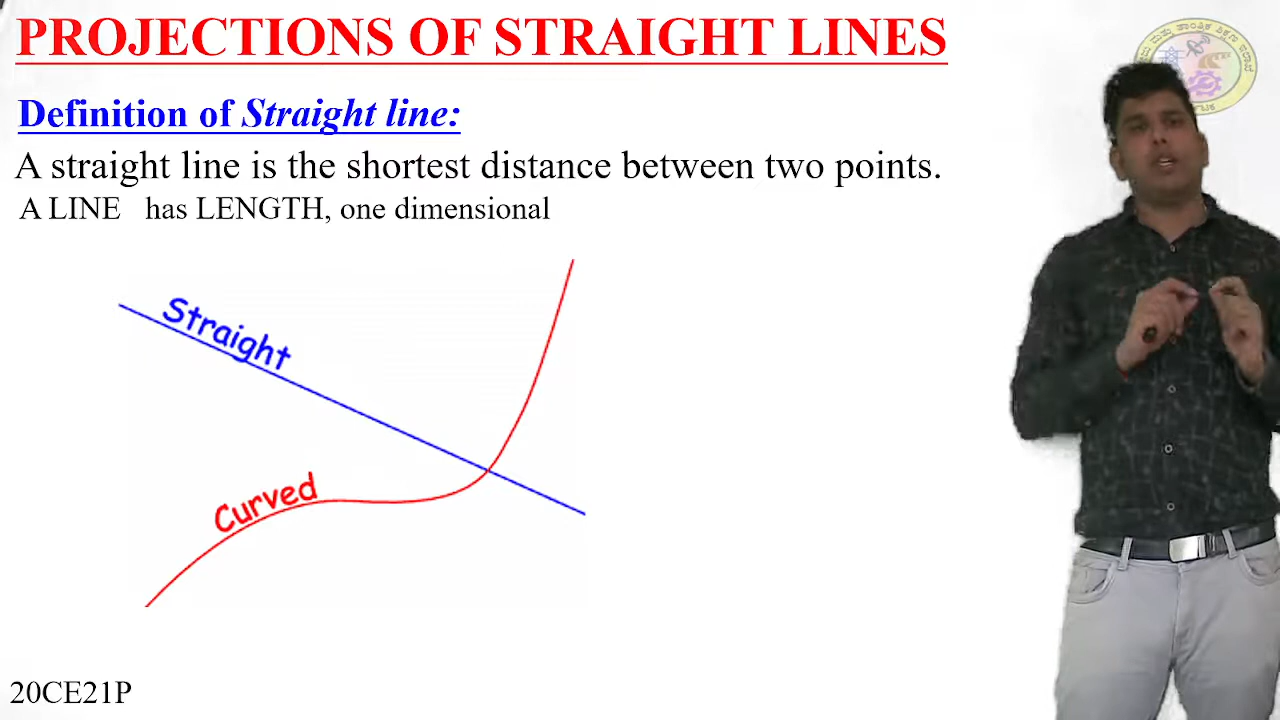 PROJECTIONS OF STRAIGHT LINES
Definition of Straight line:
A straight line is the shortest distance between two points.
A LINE has LENGTH, one dimensional
Straight
Curved
20CE21P